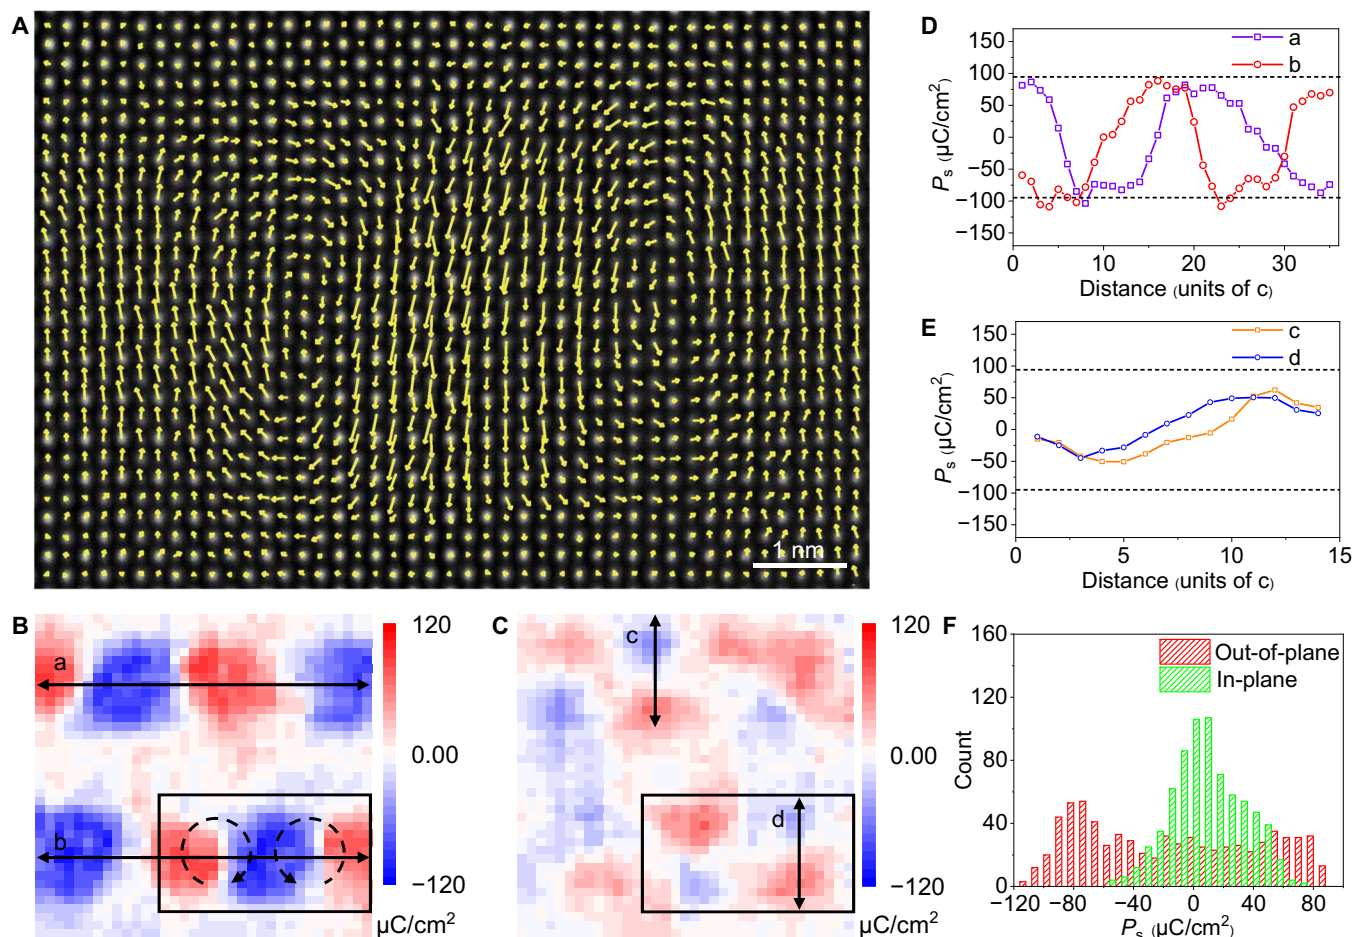 A
1 nm
B
a
b
120
0.00
−120
µC/cm2
C
c
d
120
0.00
−120
µC/cm2
D
a
b
150
100
50
0
−50
−100
−150
Ps (µC/cm2)
0
10
20
30
Distance (units of c)
E
c
d
150
100
50
0
−50
−100
−150
Ps (µC/cm2)
0
5
10
15
Distance (units of c)
F
Out-of-plane
In-plane
160
120
80
40
0
Count
−120
−80
−40
0
40
80
Ps (µC/cm2)